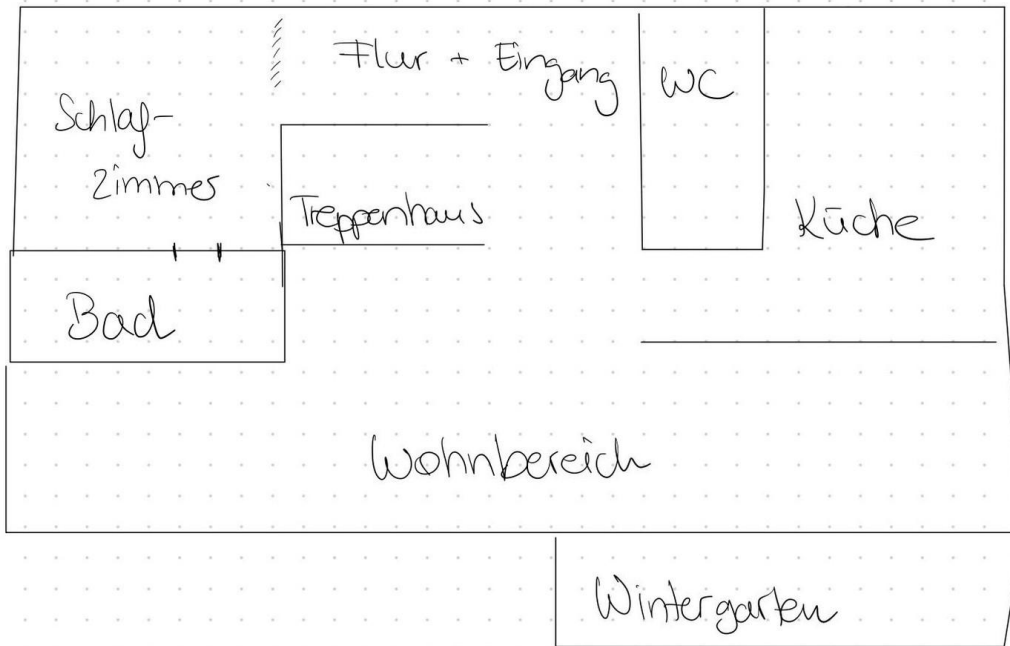 Flur + Eingang
WC
Schlaf-
zimmer
Treppenhaus
Küche
Bad
Wohnbereich
Wintergarten